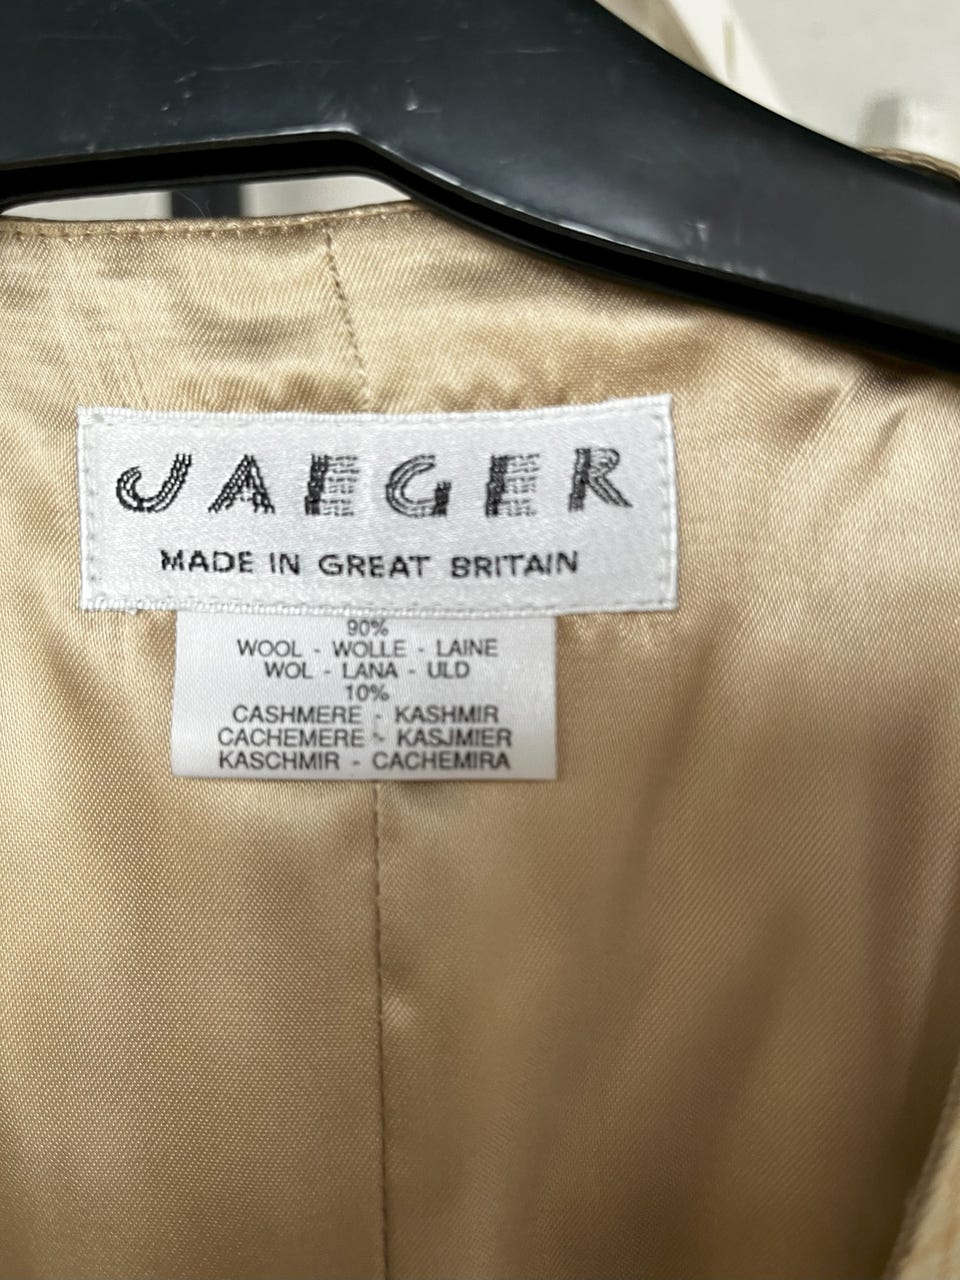 JAEGER
MADE IN GREAT BRITAIN
90%
WOOL - WOLLE - LAINE
WOL - LANA - ULD
10%
CASHMERE - KASHMIR
CACHEMERE - KASJMIER
KASCHMIR - CACHEMIRA